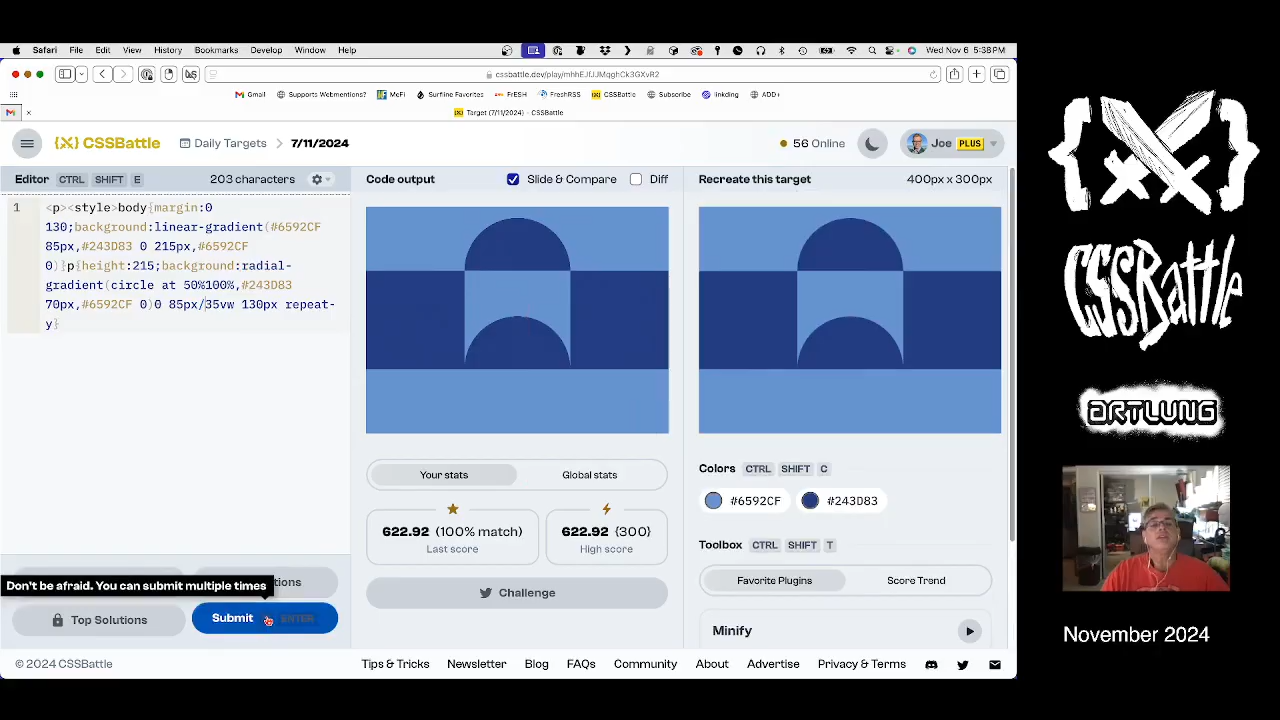 Safari File Edit View History Bookmarks Develop Window Help Wed Nov 6 5:38 PM
cssbattle.dev/play/mhhEJfJJMqghCk3GXvR2
Gmail Supports Webmentions? MeFi Surfline Favorites FrESH FreshRSS CSSBattle Subscribe linkding ADD+
Target (7/11/2024) - CSSBattle
{X} CSSBattle Daily Targets > 7/11/2024 56 Online Joe PLUS
Editor CTRL SHIFT E 203 characters
Code output Slide & Compare Diff
Recreate this target 400px x 300px
1 <p><style>body{margin:0
130;background:linear-gradient(#6592CF
85px,#243D83 0 215px,#6592CF
0)}p{height:215;background:radial-
gradient(circle at 50%100%,#243D83
70px,#6592CF 0)0 85px/35vw 130px repeat-
y}
Your stats Global stats
622.92 (100% match)
Last score
622.92 (300)
High score
Challenge
Colors CTRL SHIFT C
#6592CF #243D83
Toolbox CTRL SHIFT T
Favorite Plugins Score Trend
Minify
Don't be afraid. You can submit multiple times
Top Solutions Submit ENTER
© 2024 CSSBattle Tips & Tricks Newsletter Blog FAQs Community About Advertise Privacy & Terms
CSSBattle
ARTLUNG
November 2024